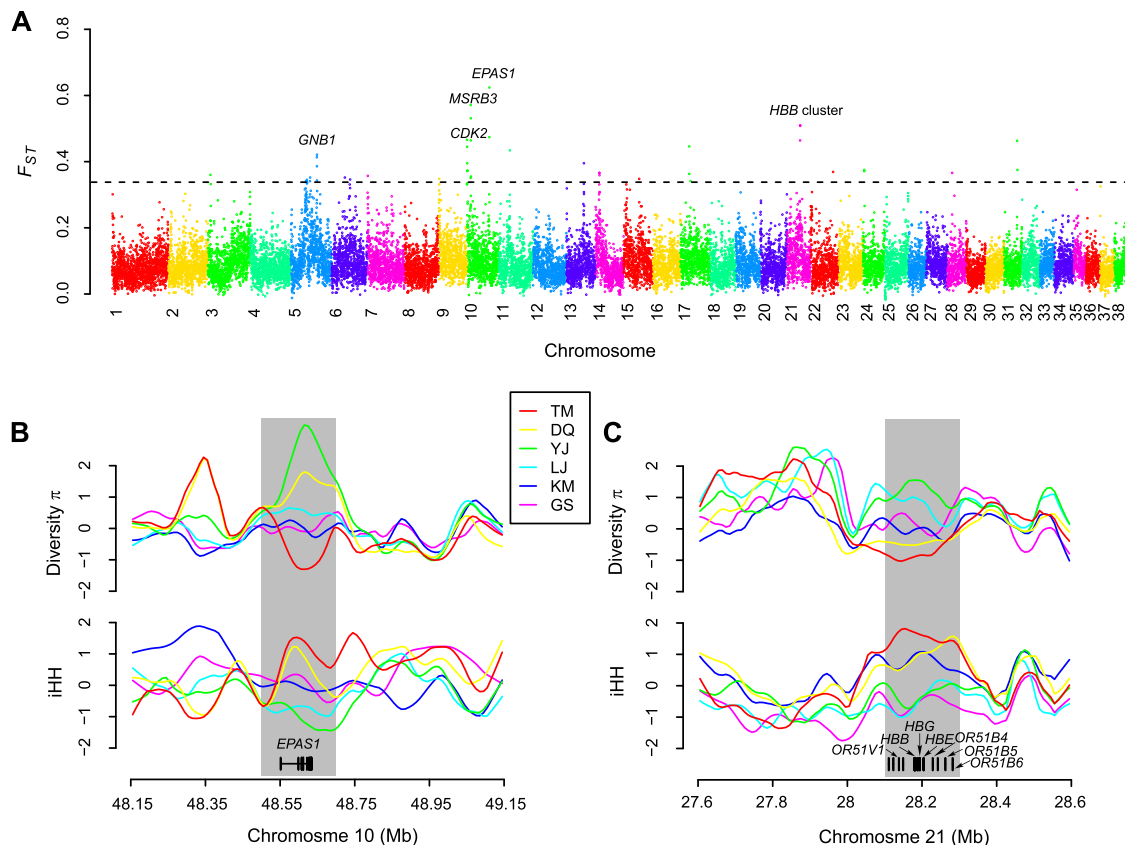 A
0.8
0.6
0.4
0.2
0.0
F_ST
EPAS1
MSRB3
CDK2
GNB1
HBB cluster
1 2 3 4 5 6 7 8 9 10 11 12 13 14 15 16 17 18 19 20 21 22 23 24 25 26 27 28 29 30 31 32 33 34 35 36 37 38
Chromosome
B
TM
DQ
YJ
LJ
KM
GS
C
Diversity π
2
1
0
−1
−2
iHH
2
1
0
−1
−2
EPAS1
48.15 48.35 48.55 48.75 48.95 49.15
Chromosme 10 (Mb)
Diversity π
2
1
0
−1
−2
iHH
2
1
0
−1
−2
HBG
HBB HBE OR51B4
OR51V1 OR51B5
OR51B6
27.6 27.8 28 28.2 28.4 28.6
Chromosme 21 (Mb)